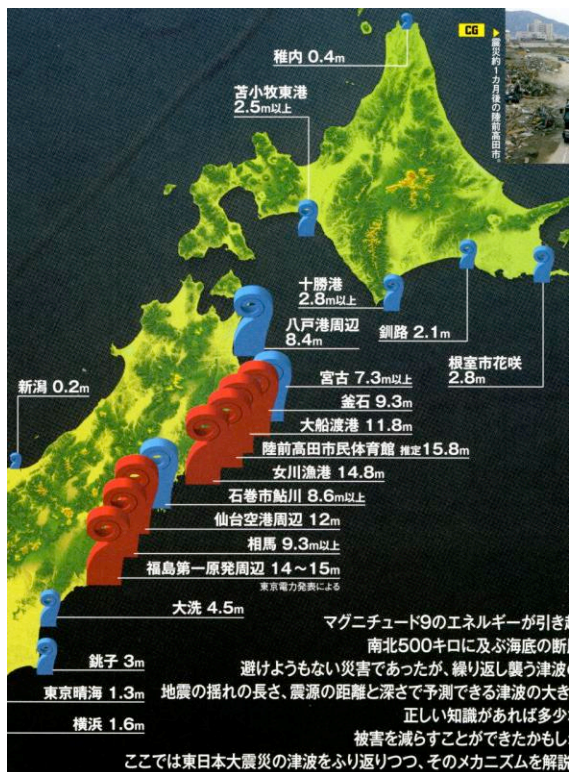 CG
震災約1カ月後の陸前高田市。
稚内 0.4m
苫小牧東港
2.5m以上
十勝港
2.8m以上
八戸港周辺
8.4m
釧路 2.1m
根室市花咲
2.8m
新潟 0.2m
宮古 7.3m以上
釜石 9.3m
大船渡港 11.8m
陸前高田市民体育館 推定15.8m
女川漁港 14.8m
石巻市鮎川 8.6m以上
仙台空港周辺 12m
相馬 9.3m以上
福島第一原発周辺 14〜15m
東京電力発表による
大洗 4.5m
銚子 3m
東京晴海 1.3m
横浜 1.6m
マグニチュード9のエネルギーが引き
南北500キロに及ぶ海底の断
避けようもない災害であったが、繰り返し襲う津波
地震の揺れの長さ、震源の距離と深さで予測できる津波の大き
正しい知識があれば多少
被害を減らすことができたかもし
ここでは東日本大震災の津波をふり返りつつ、そのメカニズムを解説